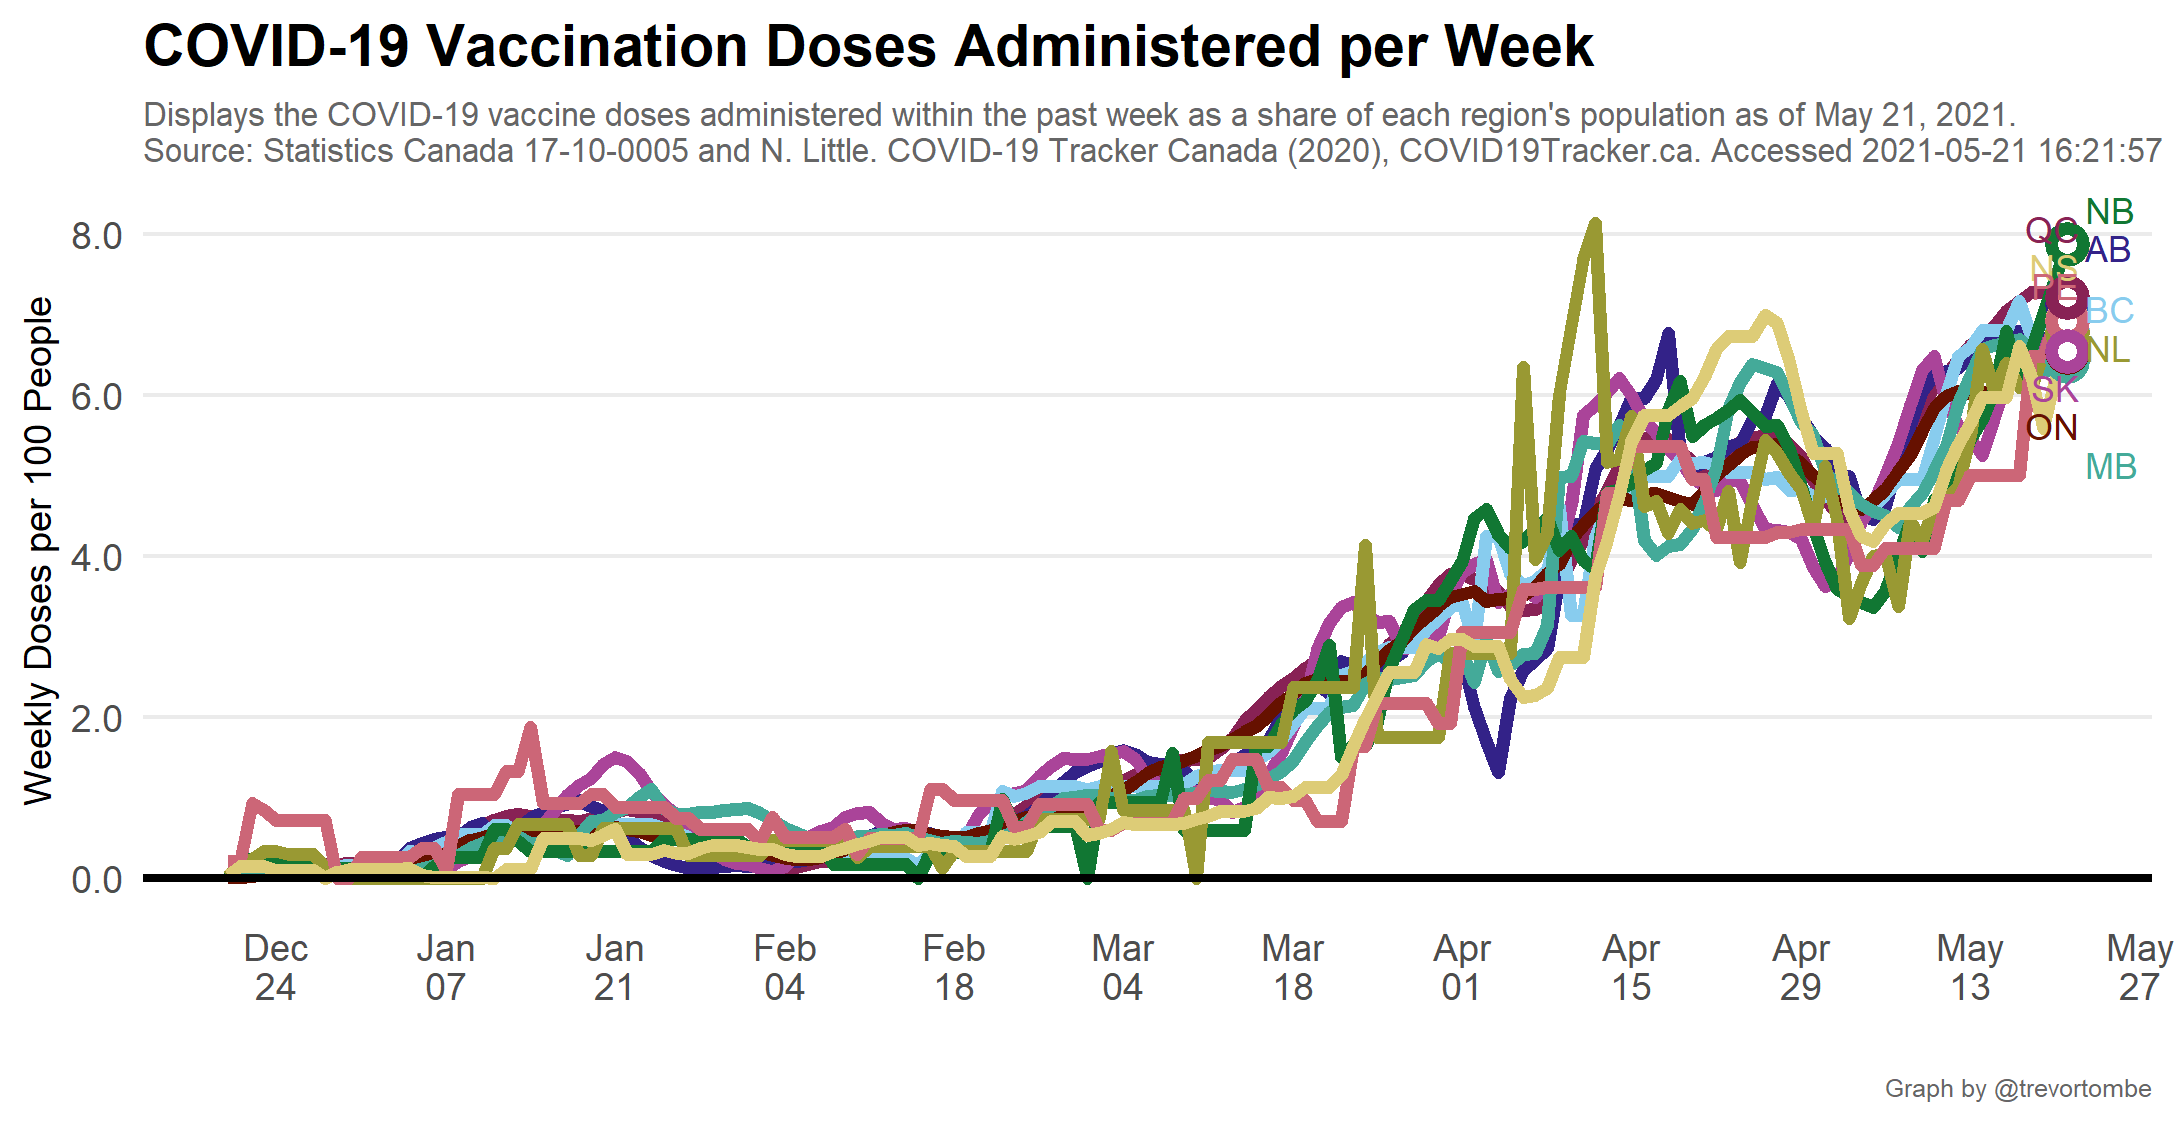 COVID-19 Vaccination Doses Administered per Week
Displays the COVID-19 vaccine doses administered within the past week as a share of each region's population as of May 21, 2021.
Source: Statistics Canada 17-10-0005 and N. Little. COVID-19 Tracker Canada (2020), COVID19Tracker.ca. Accessed 2021-05-21 16:21:57
Weekly Doses per 100 People
8.0
6.0
4.0
2.0
0.0
NB
QC
AB
NS
PE
BC
NL
SK
ON
MB
Dec
24
Jan
07
Jan
21
Feb
04
Feb
18
Mar
04
Mar
18
Apr
01
Apr
15
Apr
29
May
13
May
27
Graph by @trevortombe